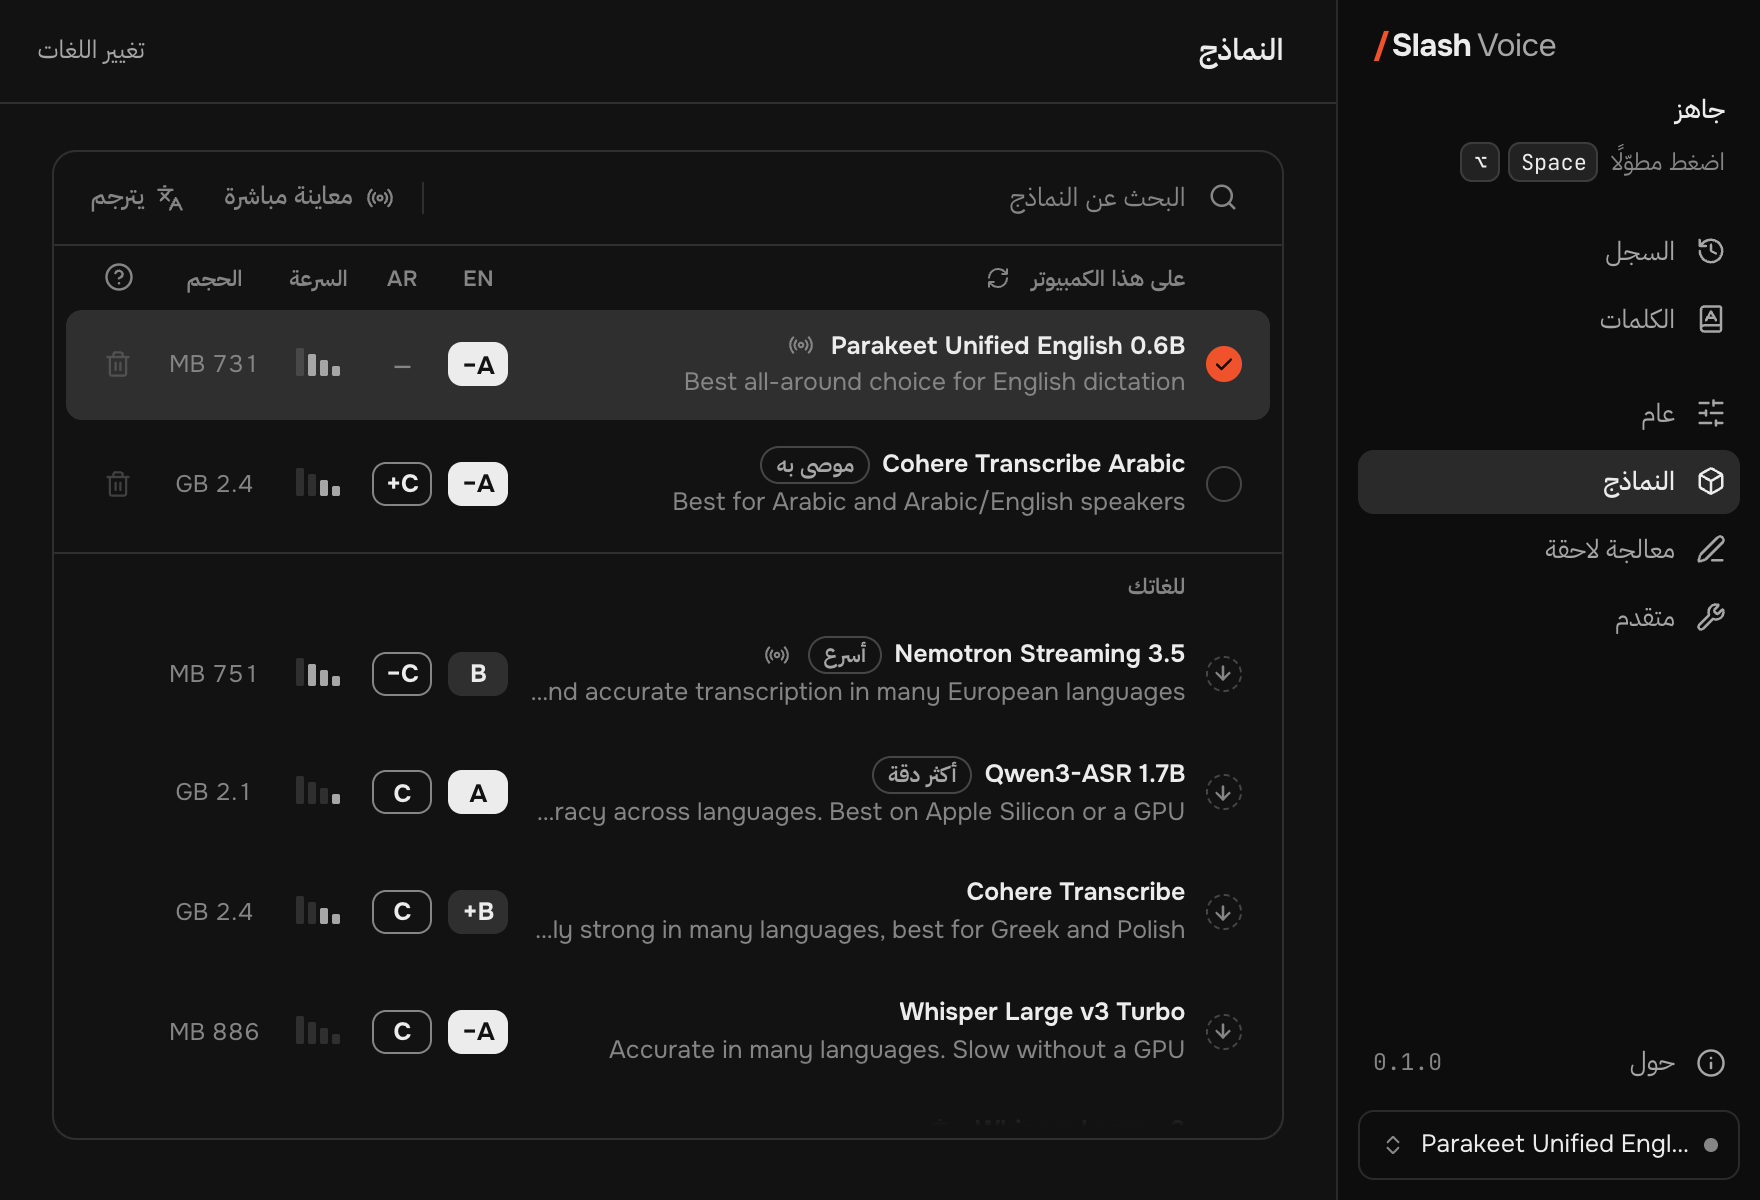 /Slash Voice
جاهز
اضغط مطوّلًا Space ⌥
السجل
الكلمات
عام
النماذج
معالجة لاحقة
متقدم
حول 0.1.0
Parakeet Unified Engl...
النماذج
تغيير اللغات
البحث عن النماذج
معاينة مباشرة
يترجم
على هذا الكمبيوتر EN AR السرعة الحجم
Parakeet Unified English 0.6B
Best all-around choice for English dictation
A− — 731 MB
Cohere Transcribe Arabic موصى به
Best for Arabic and Arabic/English speakers
A− C+ 2.4 GB
للغاتك
Nemotron Streaming 3.5 أسرع
...nd accurate transcription in many European languages
B C− 751 MB
Qwen3-ASR 1.7B أكثر دقة
...racy across languages. Best on Apple Silicon or a GPU
A C 2.1 GB
Cohere Transcribe
...ly strong in many languages, best for Greek and Polish
B+ C 2.4 GB
Whisper Large v3 Turbo
Accurate in many languages. Slow without a GPU
A− C 886 MB